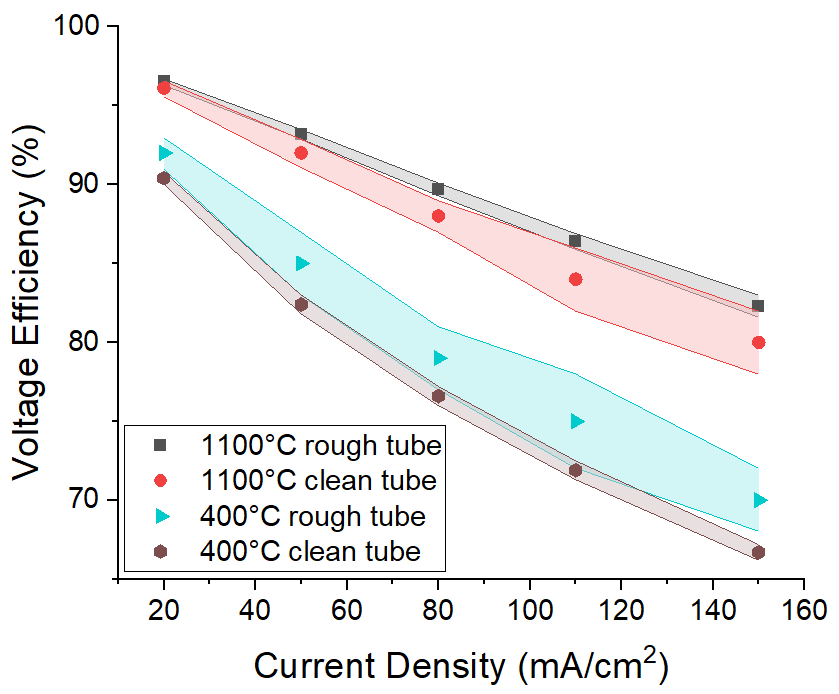 Voltage Efficiency (%)
100
90
80
70
1100°C rough tube
1100°C clean tube
400°C rough tube
400°C clean tube
20 40 60 80 100 120 140 160
Current Density (mA/cm²)